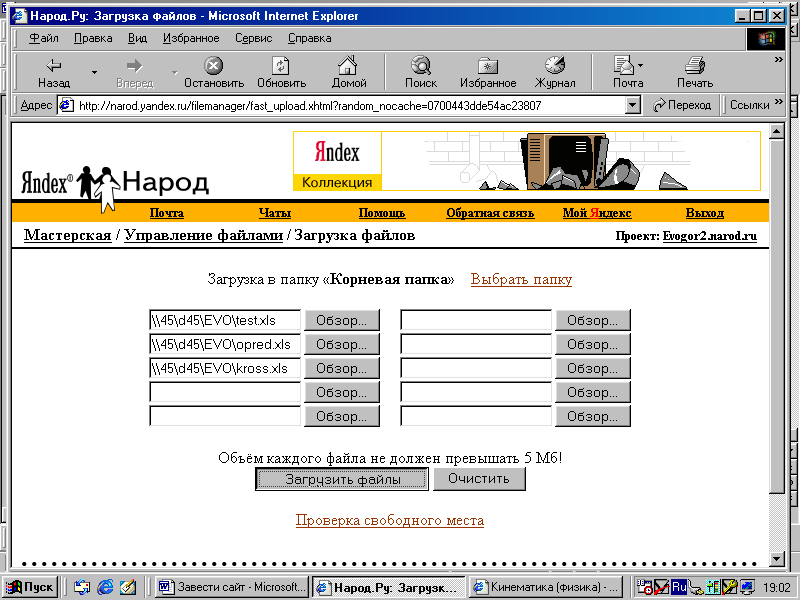 Народ.Ру: Загрузка файлов - Microsoft Internet Explorer
Файл Правка Вид Избранное Сервис Справка
Назад Вперед Остановить Обновить Домой Поиск Избранное Журнал Почта Печать »
Адрес http://narod.yandex.ru/filemanager/fast_upload.xhtml?random_nocache=0700443dde54ac23807 Переход Ссылки »
Яndex
Коллекция
Яndex® Народ
Почта Чаты Помощь Обратная связь Мой Яндекс Выход
Мастерская / Управление файлами / Загрузка файлов Проект: Evogor2.narod.ru
Загрузка в папку «Корневая папка» Выбрать папку
\\45\d45\EVO\test.xls Обзор... Обзор...
\\45\d45\EVO\opred.xls Обзор... Обзор...
\\45\d45\EVO\kross.xls Обзор... Обзор...
Обзор... Обзор...
Обзор... Обзор...
Объём каждого файла не должен превышать 5 Мб!
Загрузить файлы Очистить
Проверка свободного места
Пуск Завести сайт - Microsoft... Народ.Ру: Загрузк... Кинематика (физика) - ... Ru 19:02